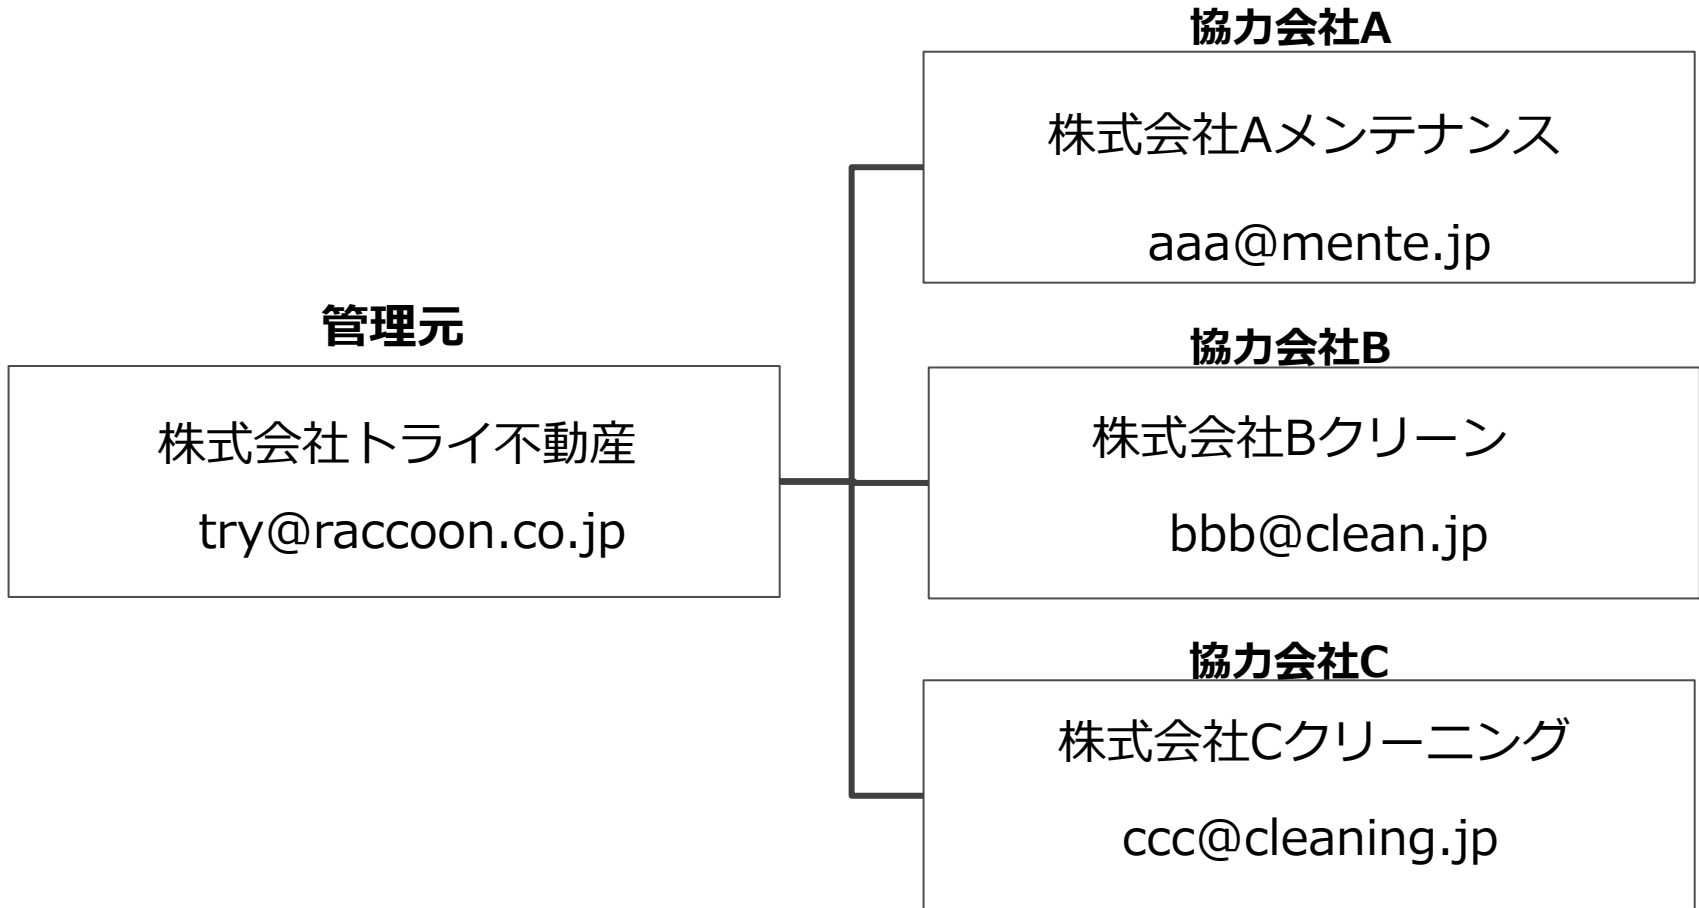 管理元
株式会社トライ不動産
try@raccoon.co.jp
協力会社A
株式会社Aメンテナンス
aaa@mente.jp
協力会社B
株式会社Bクリーン
bbb@clean.jp
協力会社C
株式会社Cクリーニング
ccc@cleaning.jp